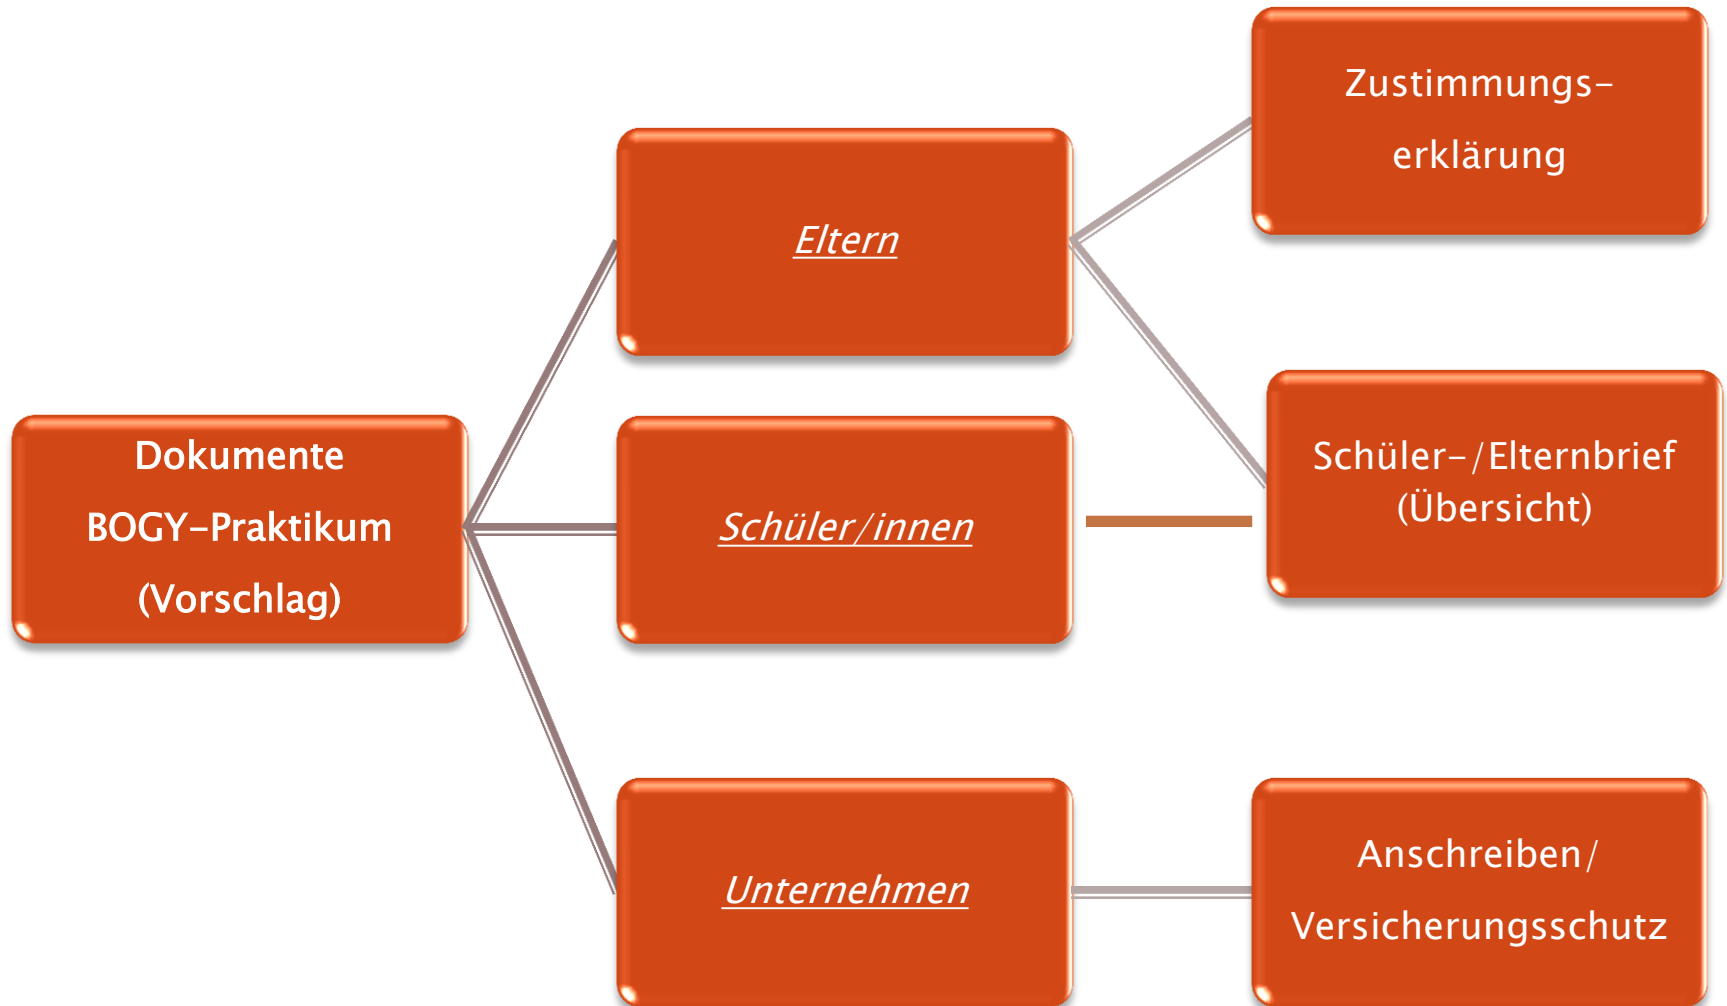 Dokumente
BOGY-Praktikum
(Vorschlag)
Eltern
Schüler/innen
Unternehmen
Zustimmungs-
erklärung
Schüler-/Elternbrief
(Übersicht)
Anschreiben/
Versicherungsschutz